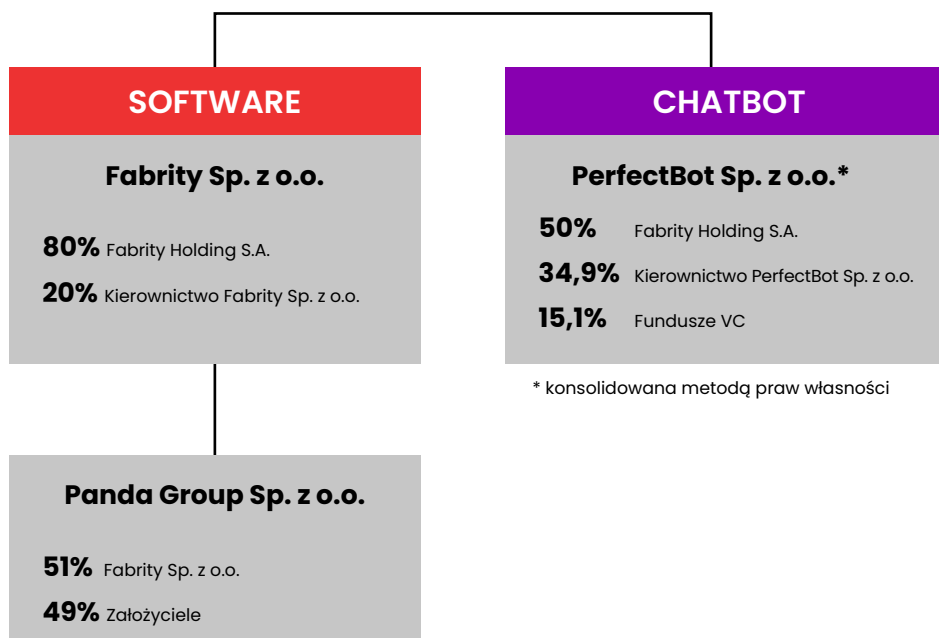 SOFTWARE
Fabrity Sp. z o.o.
80% Fabrity Holding S.A.
20% Kierownictwo Fabrity Sp. z o.o.
CHATBOT
PerfectBot Sp. z o.o.*
50% Fabrity Holding S.A.
34,9% Kierownictwo PerfectBot Sp. z o.o.
15,1% Fundusze VC
* konsolidowana metodą praw własności
Panda Group Sp. z o.o.
51% Fabrity Sp. z o.o.
49% Założyciele